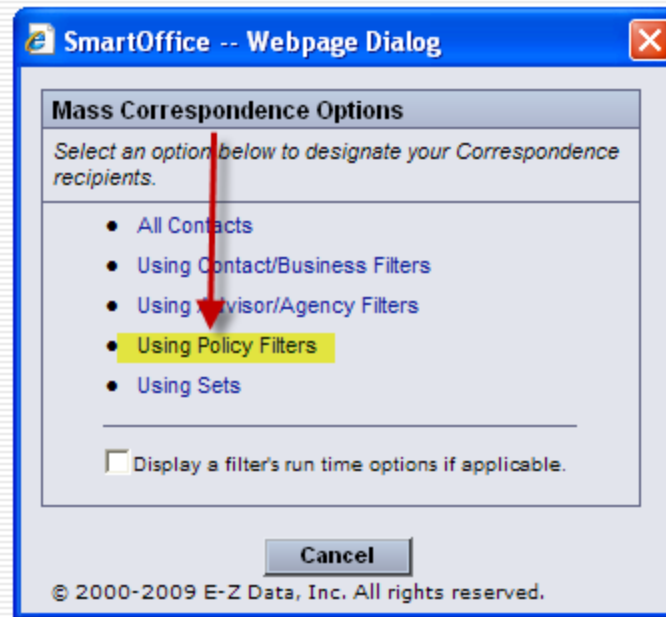 SmartOffice -- Webpage Dialog
Mass Correspondence Options
Select an option below to designate your Correspondence
recipients.
All Contacts
Using Contact/Business Filters
Using Advisor/Agency Filters
Using Policy Filters
Using Sets
Display a filter's run time options if applicable.
Cancel
© 2000-2009 E-Z Data, Inc. All rights reserved.